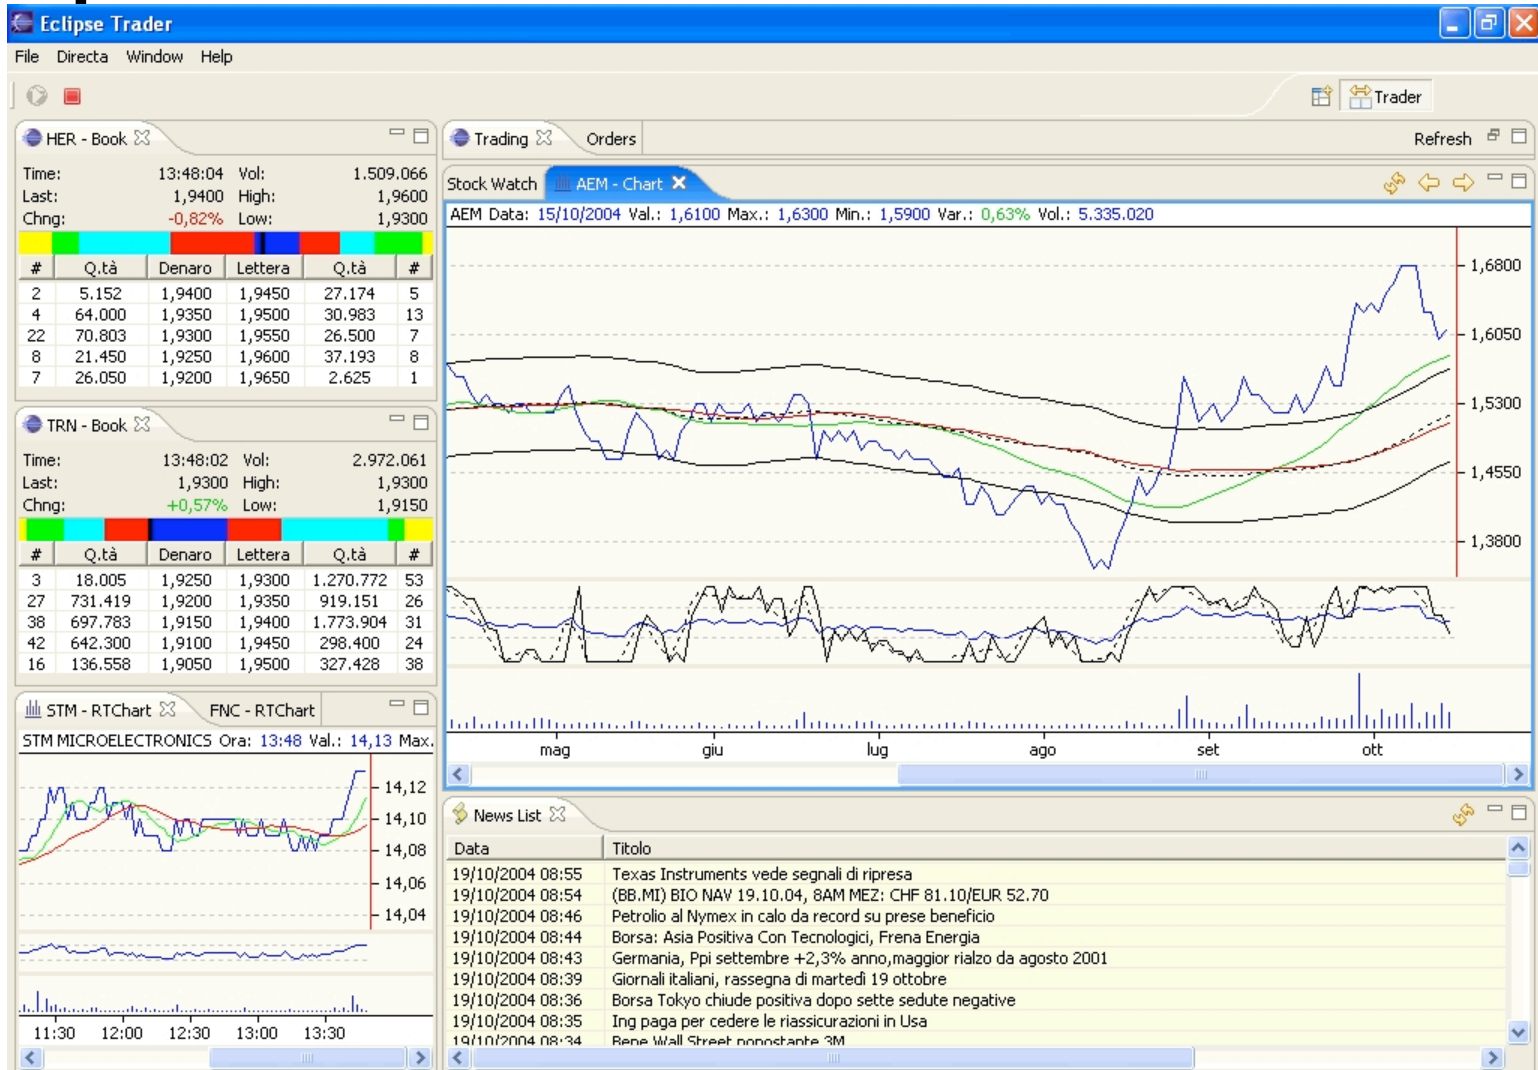 Eclipse Trader
File Directa Window Help
Trader
HER - Book
Time: 13:48:04 Vol: 1.509.066
Last: 1,9400 High: 1,9600
Chng: -0,82% Low: 1,9300
# Q.tà Denaro Lettera Q.tà #
2 5.152 1,9400 1,9450 27.174 5
4 64.000 1,9350 1,9500 30.983 13
22 70.803 1,9300 1,9550 26.500 7
8 21.450 1,9250 1,9600 37.193 8
7 26.050 1,9200 1,9650 2.625 1
TRN - Book
Time: 13:48:02 Vol: 2.972.061
Last: 1,9300 High: 1,9300
Chng: +0,57% Low: 1,9150
# Q.tà Denaro Lettera Q.tà #
3 18.005 1,9250 1,9300 1.270.772 53
27 731.419 1,9200 1,9350 919.151 26
38 697.783 1,9150 1,9400 1.773.904 31
42 642.300 1,9100 1,9450 298.400 24
16 136.558 1,9050 1,9500 327.428 38
STM - RTChart FNC - RTChart
STM MICROELECTRONICS Ora: 13:48 Val.: 14,13 Max.
14,12
14,10
14,08
14,06
14,04
11:30 12:00 12:30 13:00 13:30
Trading Orders Refresh
Stock Watch AEM - Chart
AEM Data: 15/10/2004 Val.: 1,6100 Max.: 1,6300 Min.: 1,5900 Var.: 0,63% Vol.: 5.335.020
1,6800
1,6050
1,5300
1,4550
1,3800
mag giu lug ago set ott
News List
Data Titolo
19/10/2004 08:55 Texas Instruments vede segnali di ripresa
19/10/2004 08:54 (BB.MI) BIO NAV 19.10.04, 8AM MEZ: CHF 81.10/EUR 52.70
19/10/2004 08:46 Petrolio al Nymex in calo da record su prese beneficio
19/10/2004 08:44 Borsa: Asia Positiva Con Tecnologici, Frena Energia
19/10/2004 08:43 Germania, Ppi settembre +2,3% anno,maggior rialzo da agosto 2001
19/10/2004 08:39 Giornali italiani, rassegna di martedì 19 ottobre
19/10/2004 08:36 Borsa Tokyo chiude positiva dopo sette sedute negative
19/10/2004 08:35 Ing paga per cedere le riassicurazioni in Usa
19/10/2004 08:34 Bene Wall Street nonostante 3M